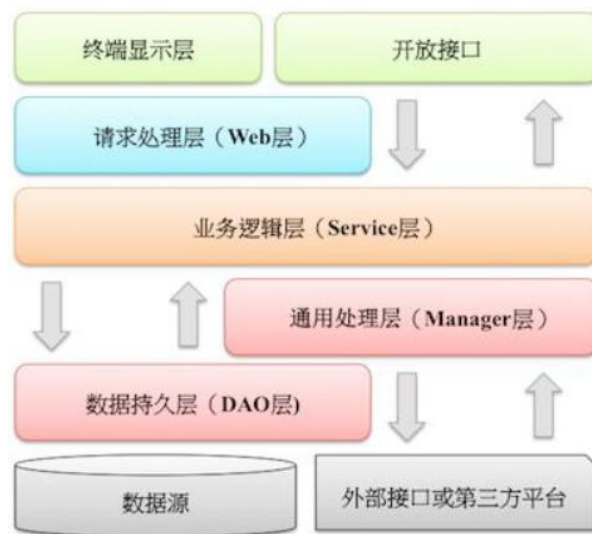 终端显示层
开放接口
请求处理层（Web层）
业务逻辑层（Service层）
通用处理层（Manager层）
数据持久层（DAO层)
数据源
外部接口或第三方平台